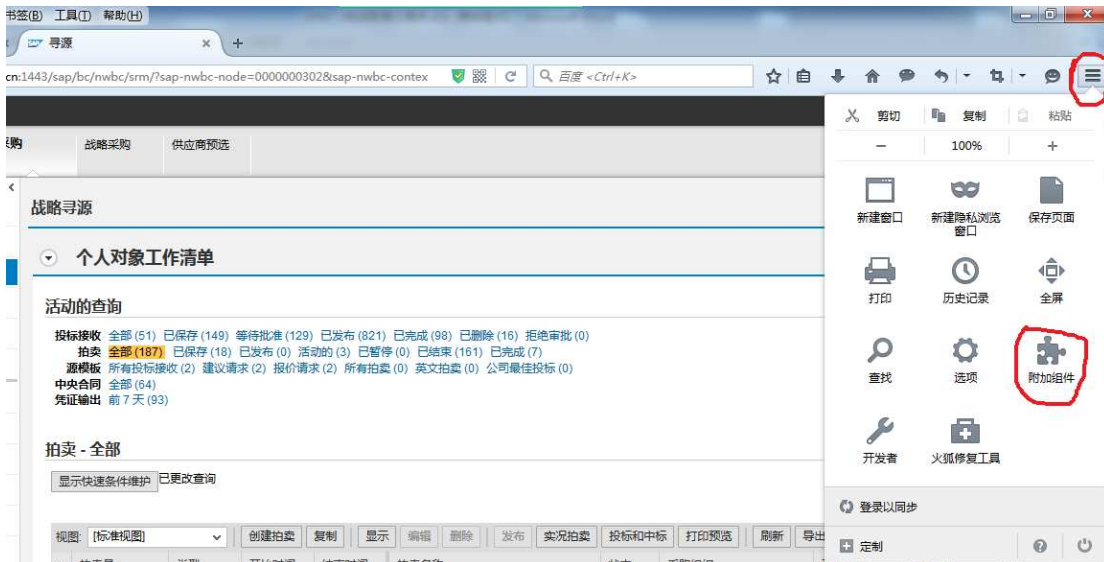 书签(B) 工具(T) 帮助(H)
寻源 × +
cn:1443/sap/bc/nwbc/srm/?sap-nwbc-node=0000000302&sap-nwbc-contex 百度 <Ctrl+K>
剪切 复制 粘贴
采购 战略采购 供应商预选
− 100% +
战略寻源
新建窗口 新建隐私浏览窗口 保存页面
个人对象工作清单
活动的查询
打印 历史记录 全屏
投标接收 全部(51) 已保存(149) 等待批准(129) 已发布(821) 已完成(98) 已删除(16) 拒绝审批(0)
拍卖 全部(187) 已保存(18) 已发布(0) 活动的(3) 已暂停(0) 已结束(161) 已完成(7)
源模板 所有投标接收(2) 建议请求(2) 报价请求(2) 所有拍卖(0) 英文拍卖(0) 公司最佳投标(0)
中央合同 全部(64)
凭证输出 前7天(93)
查找 选项 附加组件
拍卖 - 全部
开发者 火狐修复工具
显示快速条件维护 已更改查询
登录以同步
视图: [标准视图] 创建拍卖 复制 显示 编辑 删除 发布 实况拍卖 投标和中标 打印预览 刷新 导出
定制